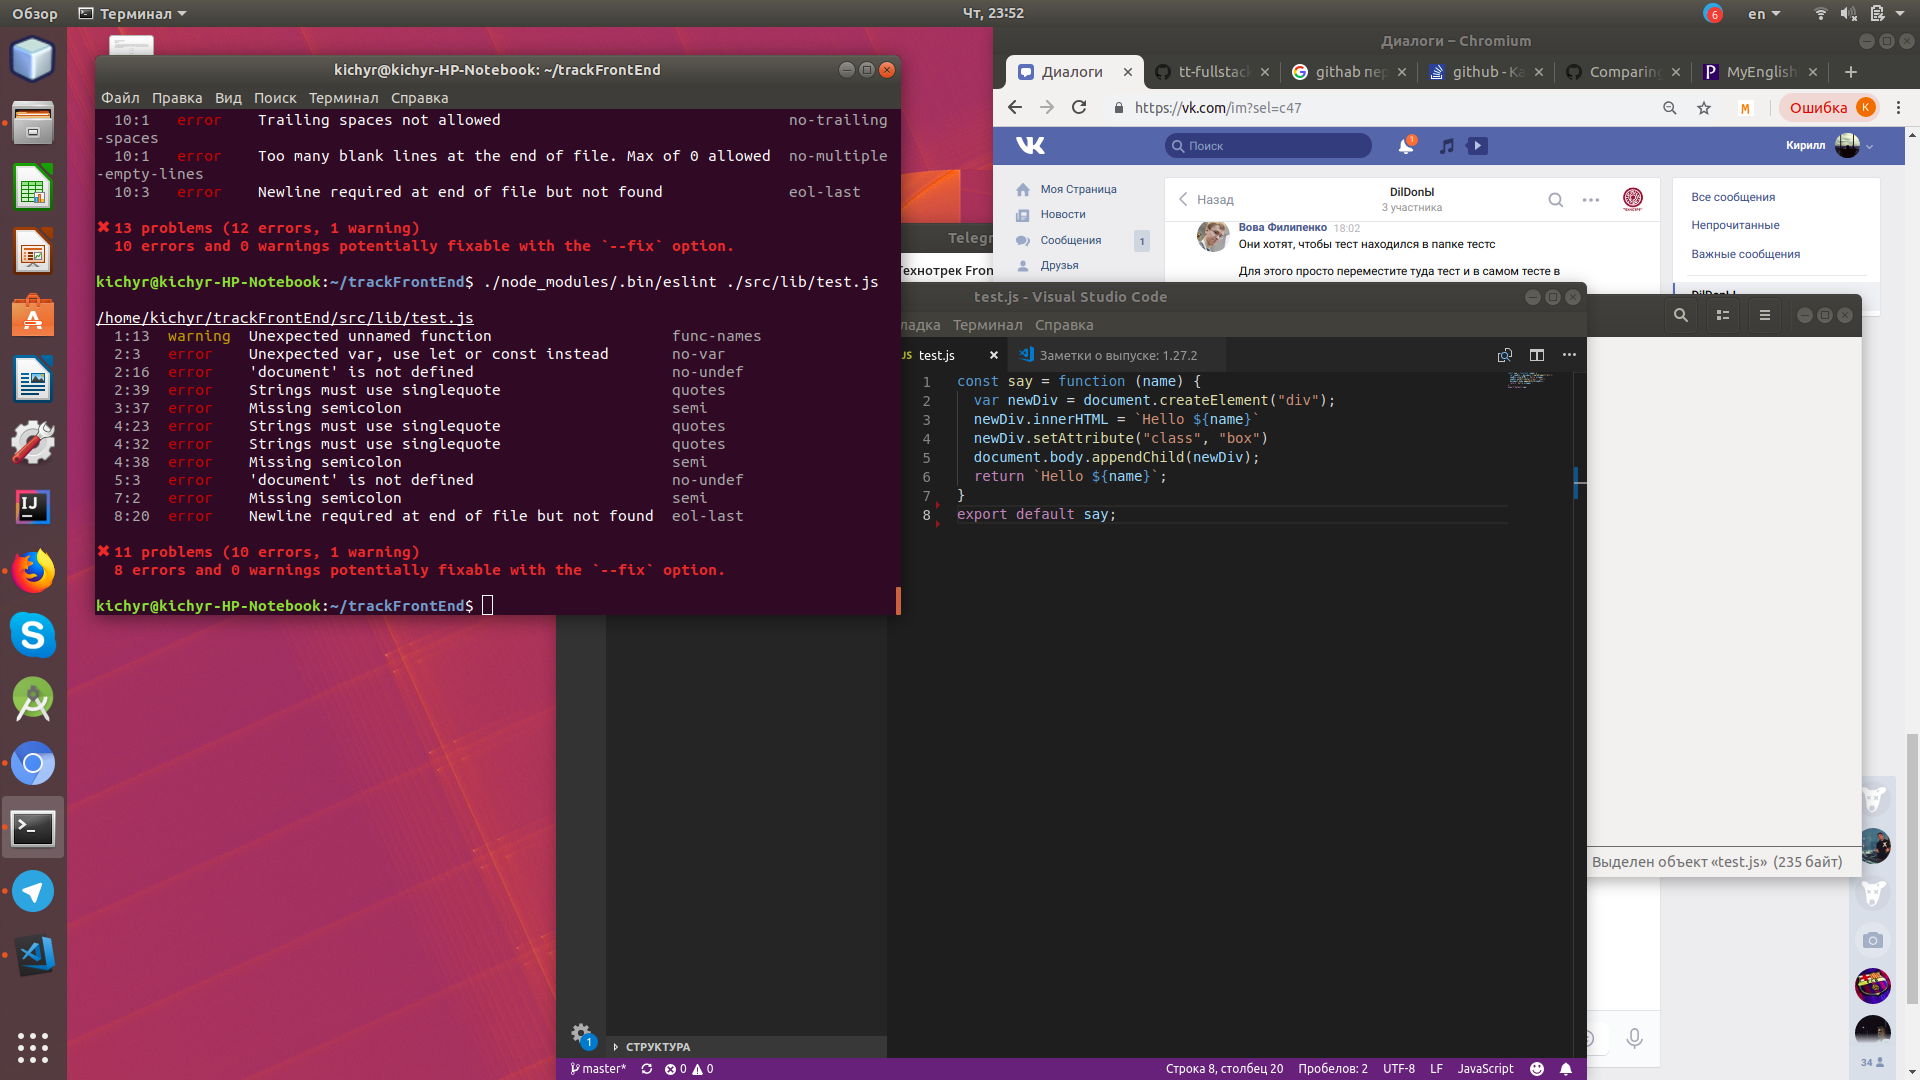 Обзор
Терминал
Чт, 23:52
6
en
kichyr@kichyr-HP-Notebook: ~/trackFrontEnd
Файл Правка Вид Поиск Терминал Справка
10:1 error Trailing spaces not allowed no-trailing
-spaces
10:1 error Too many blank lines at the end of file. Max of 0 allowed no-multiple
-empty-lines
10:3 error Newline required at end of file but not found eol-last
✖ 13 problems (12 errors, 1 warning)
10 errors and 0 warnings potentially fixable with the `--fix` option.
kichyr@kichyr-HP-Notebook:~/trackFrontEnd$ ./node_modules/.bin/eslint ./src/lib/test.js
/home/kichyr/trackFrontEnd/src/lib/test.js
1:13 warning Unexpected unnamed function func-names
2:3 error Unexpected var, use let or const instead no-var
2:16 error 'document' is not defined no-undef
2:39 error Strings must use singlequote quotes
3:37 error Missing semicolon semi
4:23 error Strings must use singlequote quotes
4:32 error Strings must use singlequote quotes
4:38 error Missing semicolon semi
5:3 error 'document' is not defined no-undef
7:2 error Missing semicolon semi
8:20 error Newline required at end of file but not found eol-last
✖ 11 problems (10 errors, 1 warning)
8 errors and 0 warnings potentially fixable with the `--fix` option.
kichyr@kichyr-HP-Notebook:~/trackFrontEnd$
Диалоги – Chromium
Диалоги
tt-fullstack
githab
github - Ka
Comparing
MyEnglish
https://vk.com/im?sel=c47
M
Ошибка К
Поиск
1
Кирилл
Моя Страница
Новости
Сообщения 1
Друзья
Назад
DilDonЫ
3 участника
Вова Филипенко 18:02
Они хотят, чтобы тест находился в папке тестс
Для этого просто переместите туда тест и в самом тесте в
Все сообщения
Непрочитанные
Важные сообщения
DilDonЫ
Telegr
Технотрек Fron
test.js - Visual Studio Code
ладка Терминал Справка
JS test.js
Заметки о выпуске: 1.27.2
1 const say = function (name) {
2 var newDiv = document.createElement("div");
3 newDiv.innerHTML = `Hello ${name}`
4 newDiv.setAttribute("class", "box")
5 document.body.appendChild(newDiv);
6 return `Hello ${name}`;
7 }
8 export default say;
Выделен объект «test.js» (235 байт)
34
1
СТРУКТУРА
master*
0 0
Строка 8, столбец 20
Пробелов: 2
UTF-8
LF
JavaScript